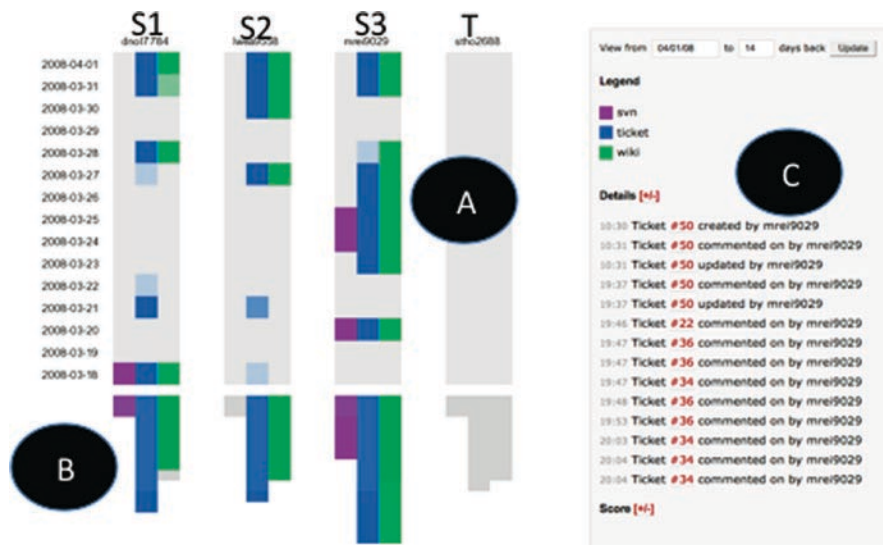 S1 S2 S3 T
dnol7784 mrei9029 stho2688
2008-04-01
2008-03-31
2008-03-30
2008-03-29
2008-03-28
2008-03-27
2008-03-26
2008-03-25
2008-03-24
2008-03-23
2008-03-22
2008-03-21
2008-03-20
2008-03-19
2008-03-18
A
B
View from 04/01/08 to 14 days back Update
Legend
svn
ticket
wiki
C
Details [+/-]
10:30 Ticket #50 created by mrei9029
10:31 Ticket #50 commented on by mrei9029
10:31 Ticket #50 updated by mrei9029
19:37 Ticket #50 commented on by mrei9029
19:37 Ticket #50 updated by mrei9029
19:46 Ticket #22 commented on by mrei9029
19:47 Ticket #36 commented on by mrei9029
19:47 Ticket #36 commented on by mrei9029
19:47 Ticket #34 commented on by mrei9029
19:48 Ticket #36 commented on by mrei9029
19:53 Ticket #36 commented on by mrei9029
20:03 Ticket #34 commented on by mrei9029
20:04 Ticket #34 commented on by mrei9029
20:04 Ticket #34 commented on by mrei9029
Score [+/-]